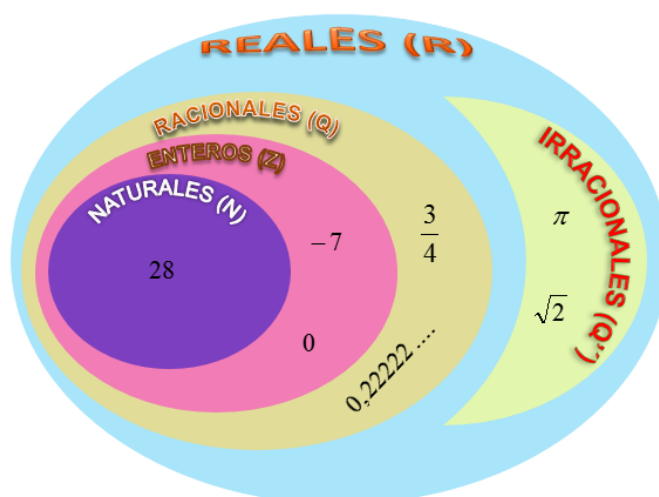 REALES (R)
RACIONALES (Q)
ENTEROS (Z)
NATURALES (N)
28
-7
0
3/4
0,22222 ....
IRRACIONALES (Q')
π
√2